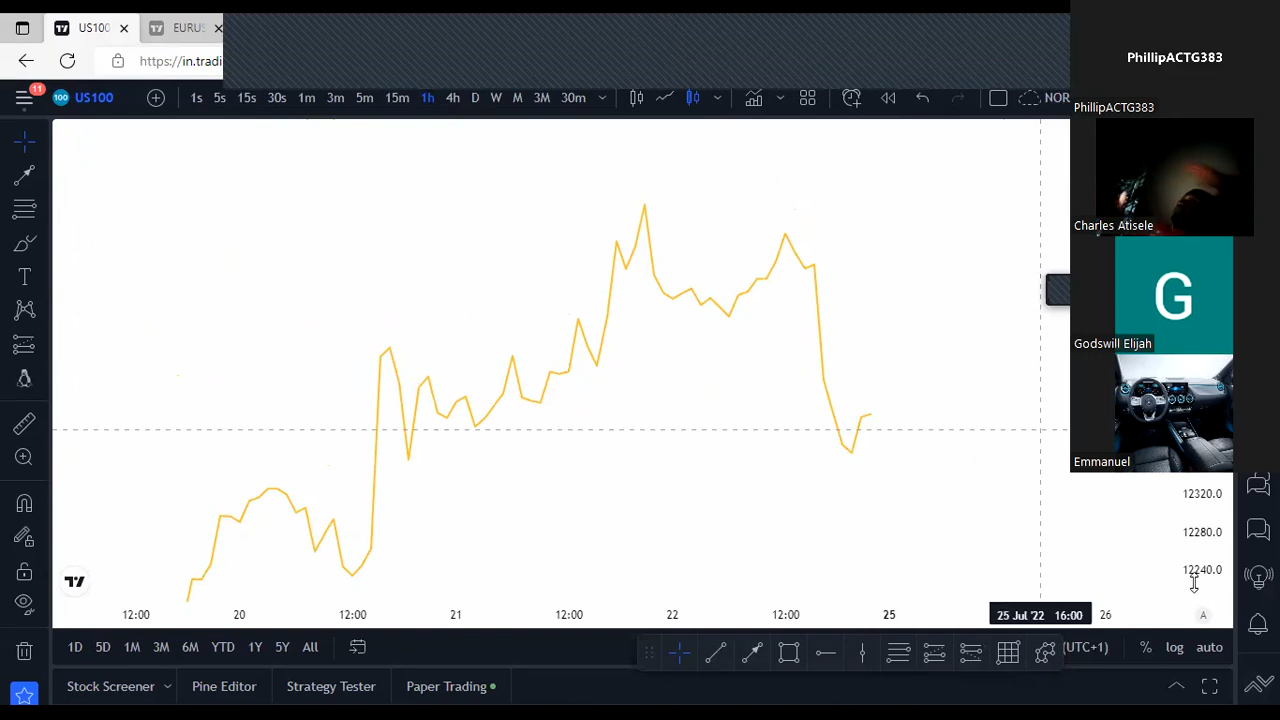 US100 EURUS
https://in.tradi
11 100 US100 1s 5s 15s 30s 1m 3m 5m 15m 1h 4h D W M 3M 30m NOR
PhillipACTG383
PhillipACTG383
Charles Atisele
G
Godswill Elijah
Emmanuel
12320.0
12280.0
12240.0
12:00 20 12:00 21 12:00 22 12:00 25 25 Jul '22 16:00 26 A
1D 5D 1M 3M 6M YTD 1Y 5Y All (UTC+1) % log auto
Stock Screener Pine Editor Strategy Tester Paper Trading